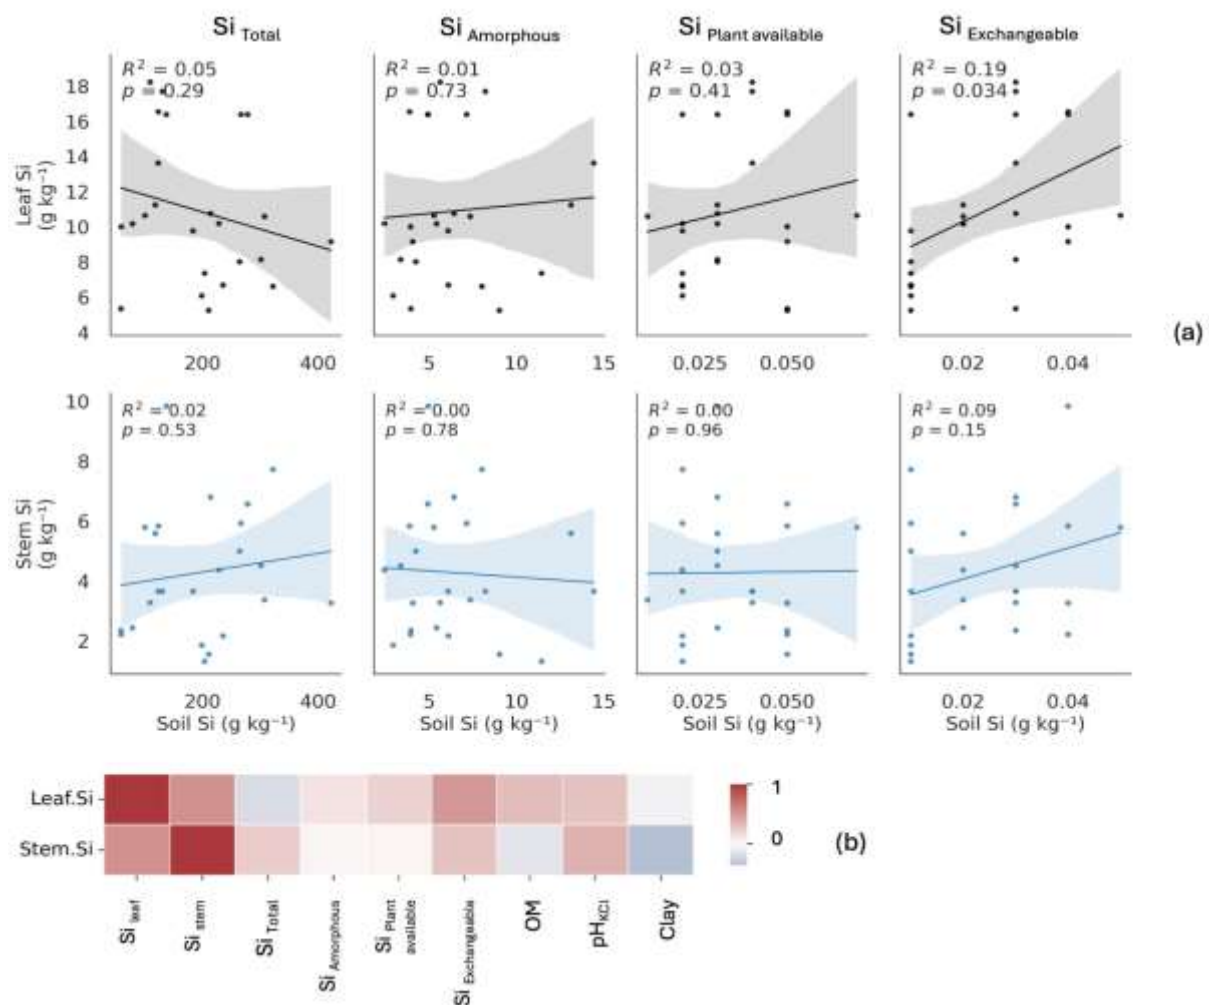 Si Total Si Amorphous Si Plant available Si Exchangeable
R² = 0.05
p = 0.29
R² = 0.01
p = 0.73
R² = 0.03
p = 0.41
R² = 0.19
p = 0.034
18
16
14
12
10
8
6
4
Leaf Si
(g kg⁻¹)
200 400
5 10 15
0.025 0.050
0.02 0.04
(a)
R² = 0.02
p = 0.53
R² = 0.00
p = 0.78
R² = 0.00
p = 0.96
R² = 0.09
p = 0.15
10
8
6
4
2
Stem Si
(g kg⁻¹)
200 400
5 10 15
0.025 0.050
0.02 0.04
Soil Si (g kg⁻¹) Soil Si (g kg⁻¹) Soil Si (g kg⁻¹) Soil Si (g kg⁻¹)
Leaf.Si
Stem.Si
1
0
(b)
Si leaf
Si stem
Si Total
Si Amorphous
Si Plant
available
Si Exchangeable
OM
pH KCl
Clay